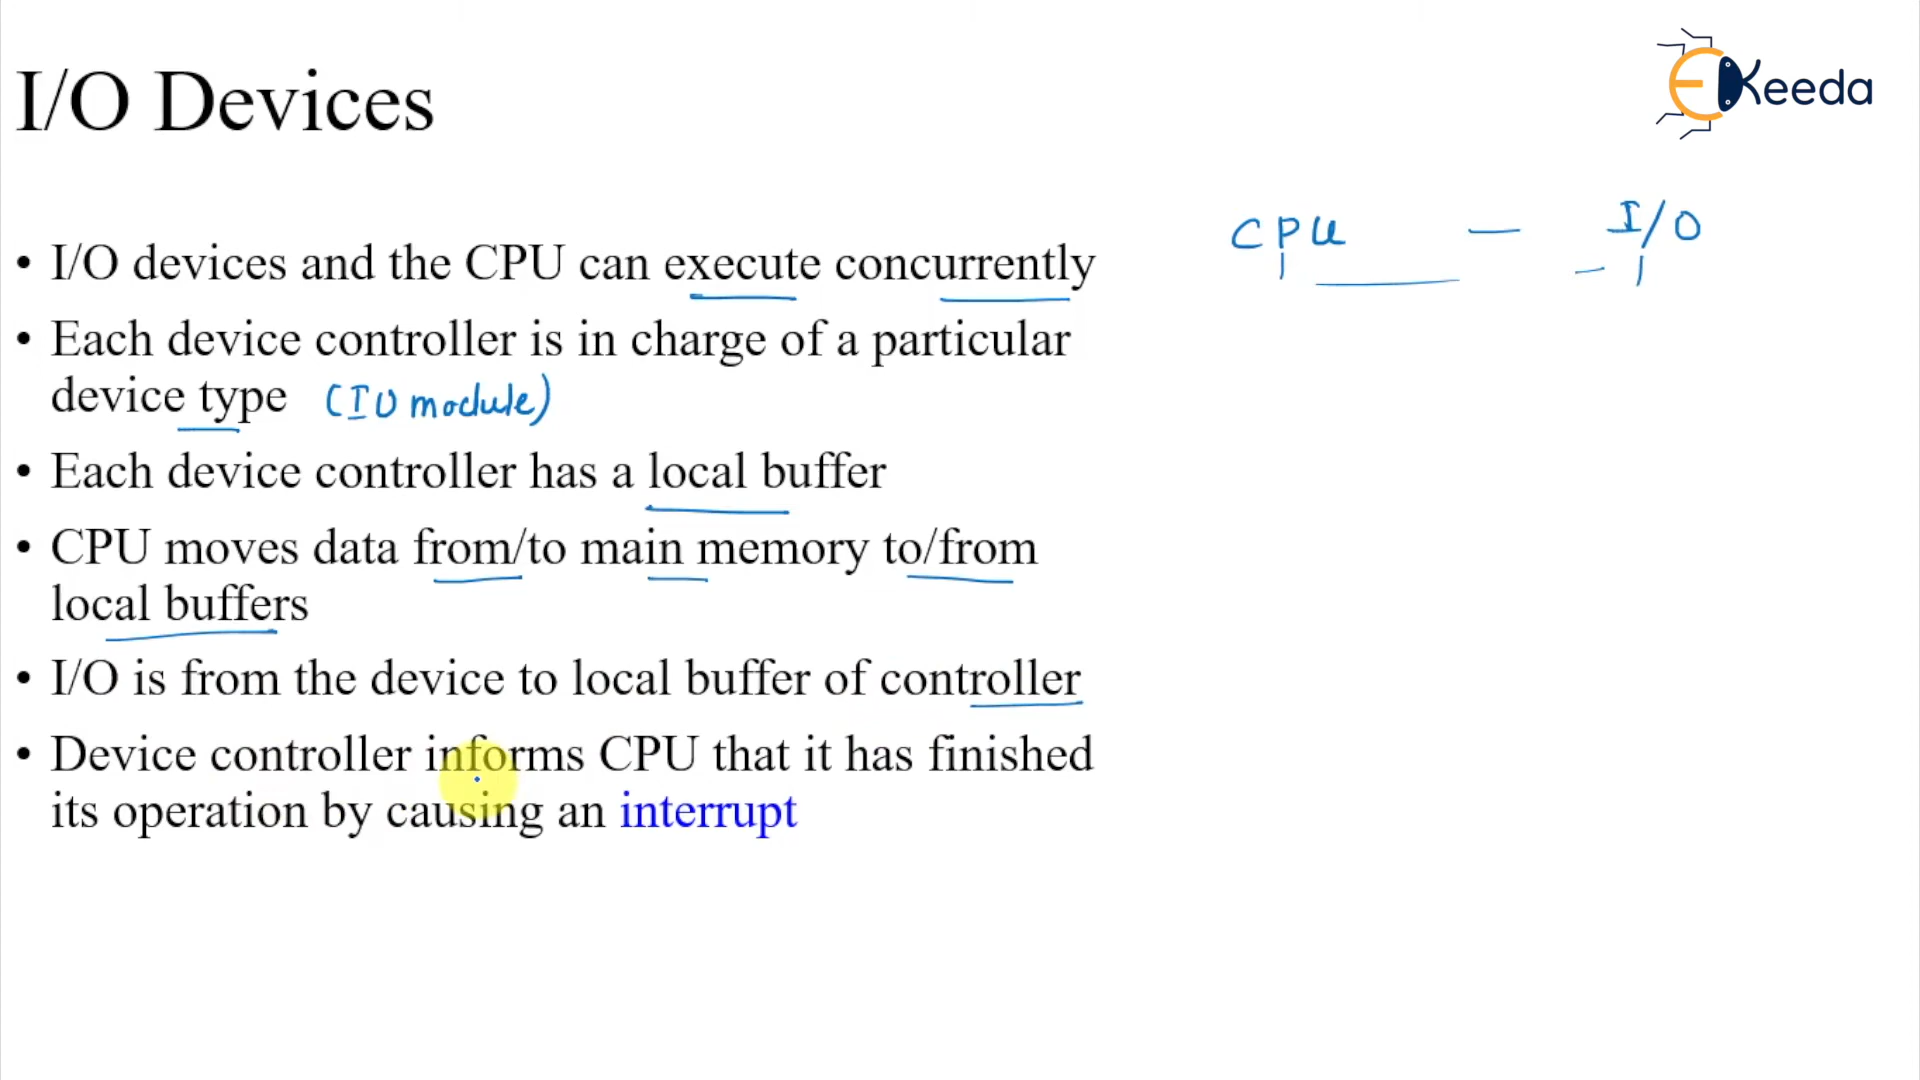 I/O Devices
EKeeda
CPU — I/O
• I/O devices and the CPU can execute concurrently
• Each device controller is in charge of a particular
device type (IO module)
• Each device controller has a local buffer
• CPU moves data from/to main memory to/from
local buffers
• I/O is from the device to local buffer of controller
• Device controller informs CPU that it has finished
its operation by causing an interrupt